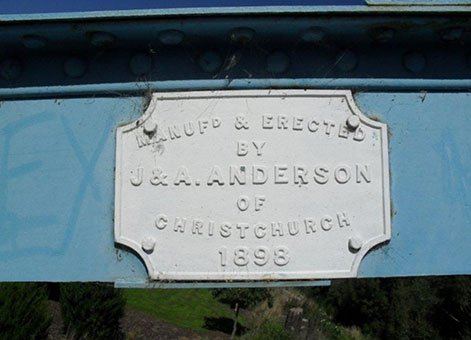 MANUFD & ERECTED
BY
J & A. ANDERSON
OF
CHRISTCHURCH
1898